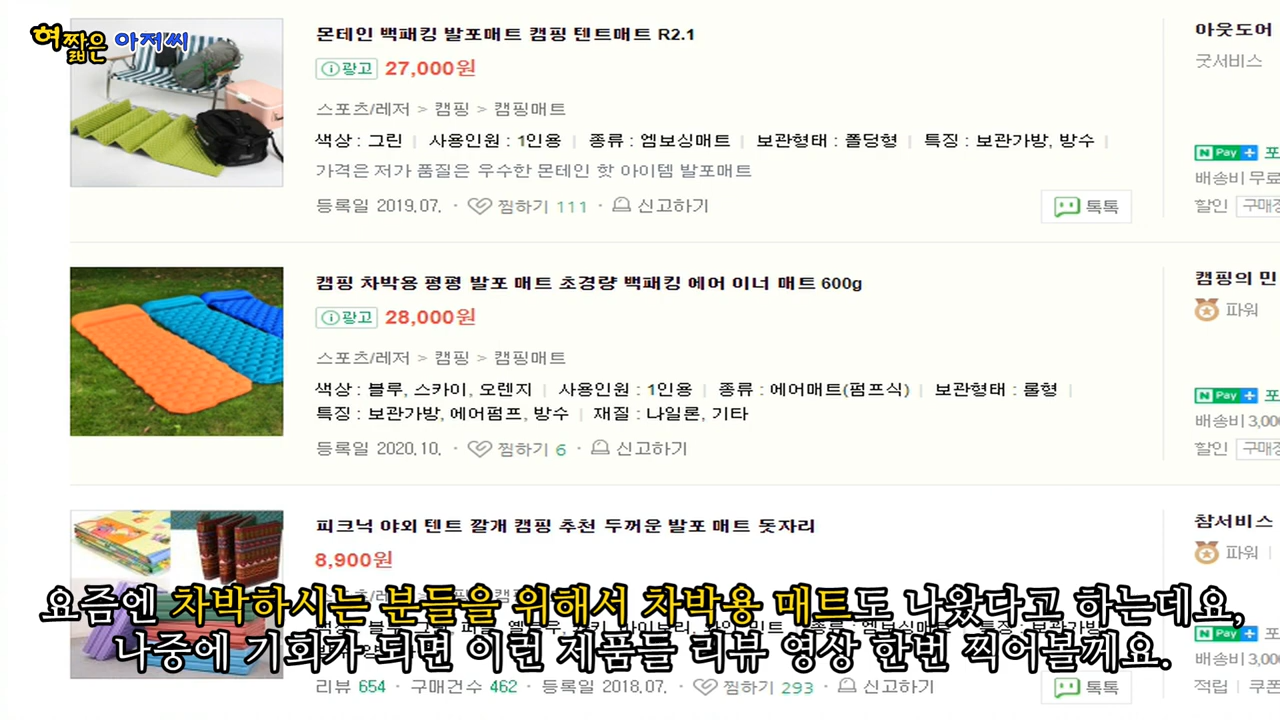 혀짧은 아저씨
몬테인 백패킹 발포매트 캠핑 텐트매트 R2.1
광고 27,000원
스포츠/레저 > 캠핑 > 캠핑매트
색상 : 그린 | 사용인원 : 1인용 | 종류 : 엠보싱매트 | 보관형태 : 폴딩형 | 특징 : 보관가방, 방수 |
가격은 저가 품질은 우수한 몬테인 핫 아이템 발포매트
등록일 2019.07. · 찜하기 111 · 신고하기
톡톡
아웃도어
굿서비스
N Pay + 포
배송비 무료
할인 구매정
캠핑 차박용 평평 발포 매트 초경량 백패킹 에어 이너 매트 600g
광고 28,000원
스포츠/레저 > 캠핑 > 캠핑매트
색상 : 블루, 스카이, 오렌지 | 사용인원 : 1인용 | 종류 : 에어매트(펌프식) | 보관형태 : 롤형 |
특징 : 보관가방, 에어펌프, 방수 | 재질 : 나일론, 기타
등록일 2020.10. · 찜하기 6 · 신고하기
캠핑의 민
파워
N Pay + 포
배송비 3,00
할인 구매정
피크닉 야외 텐트 깔개 캠핑 추천 두꺼운 발포 매트 돗자리
8,900원
요즘엔 차박하시는 분들을 위해서 차박용 매트도 나왔다고 하는데요,
나중에 기회가 되면 이런 제품들 리뷰 영상 한번 찍어볼께요.
리뷰 654 · 구매건수 462 · 등록일 2018.07. · 찜하기 293 · 신고하기
톡톡
참서비스
파워
N Pay + 포
배송비 3,00
적립 | 쿠폰